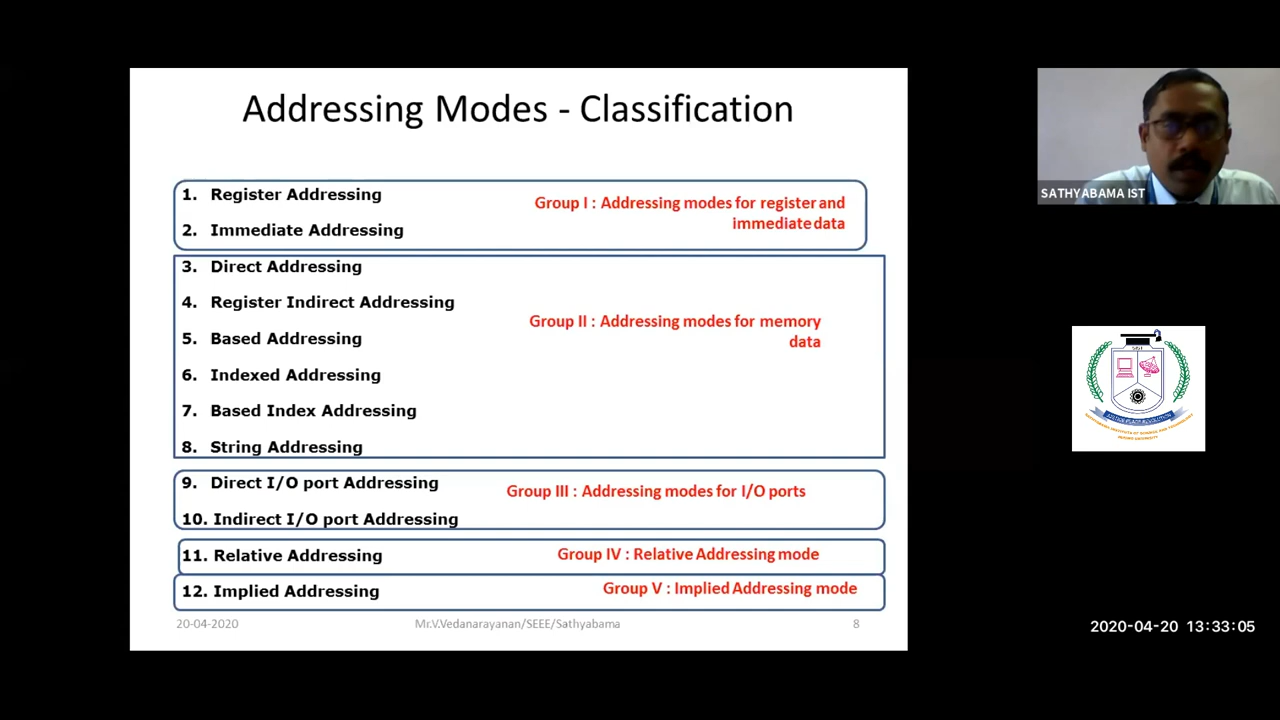 Addressing Modes - Classification
1. Register Addressing
2. Immediate Addressing
Group I : Addressing modes for register and
immediate data
3. Direct Addressing
4. Register Indirect Addressing
5. Based Addressing
6. Indexed Addressing
7. Based Index Addressing
8. String Addressing
Group II : Addressing modes for memory
data
9. Direct I/O port Addressing
10. Indirect I/O port Addressing
Group III : Addressing modes for I/O ports
11. Relative Addressing
Group IV : Relative Addressing mode
12. Implied Addressing
Group V : Implied Addressing mode
20-04-2020
Mr.V.Vedanarayanan/SEEE/Sathyabama
8
SATHYABAMA IST
2020-04-20 13:33:05